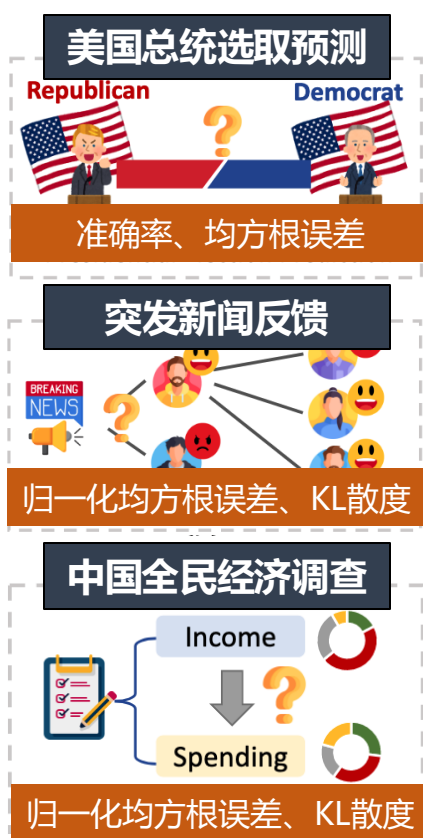 美国总统选取预测
Republican
Democrat
准确率、均方根误差
突发新闻反馈
BREAKING
NEWS
归一化均方根误差、KL散度
中国全民经济调查
Income
Spending
归一化均方根误差、KL散度